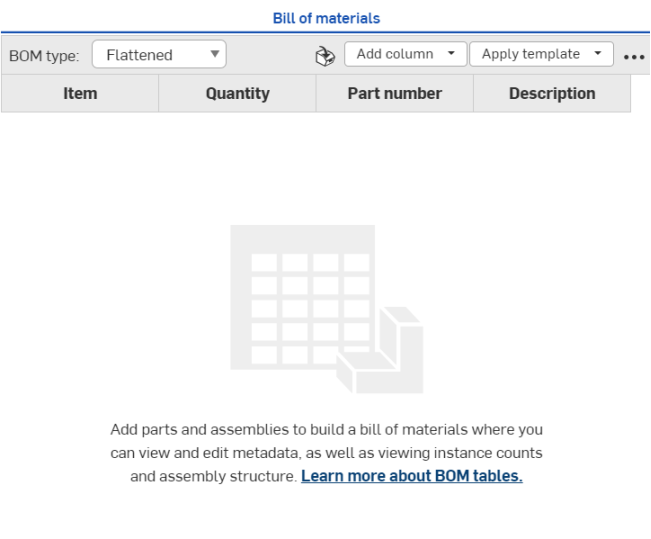 Bill of materials
BOM type: Flattened Add column Apply template
Item Quantity Part number Description
Add parts and assemblies to build a bill of materials where you
can view and edit metadata, as well as viewing instance counts
and assembly structure. Learn more about BOM tables.